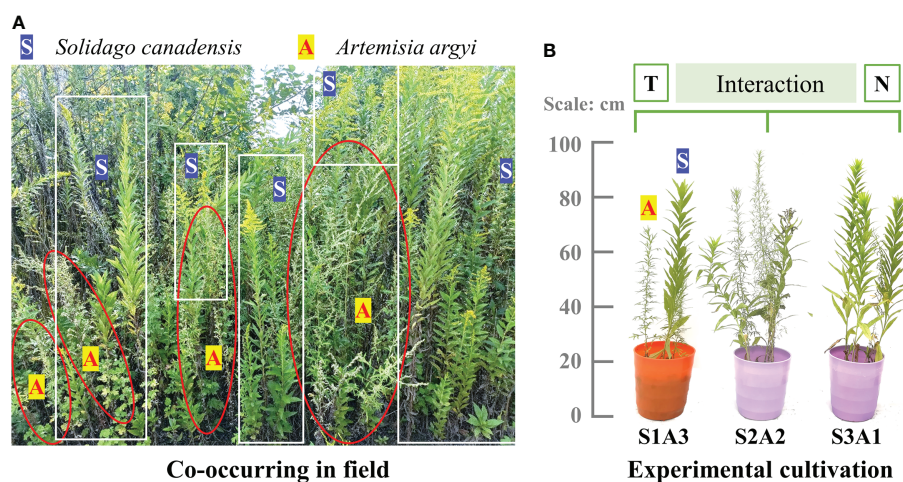 A
S Solidago canadensis A Artemisia argyi
S
S
S
S
S
A
A
A
A
Co-occurring in field
B
T Interaction N
Scale: cm
100
80
60
40
20
0
A
S
S1A3 S2A2 S3A1
Experimental cultivation